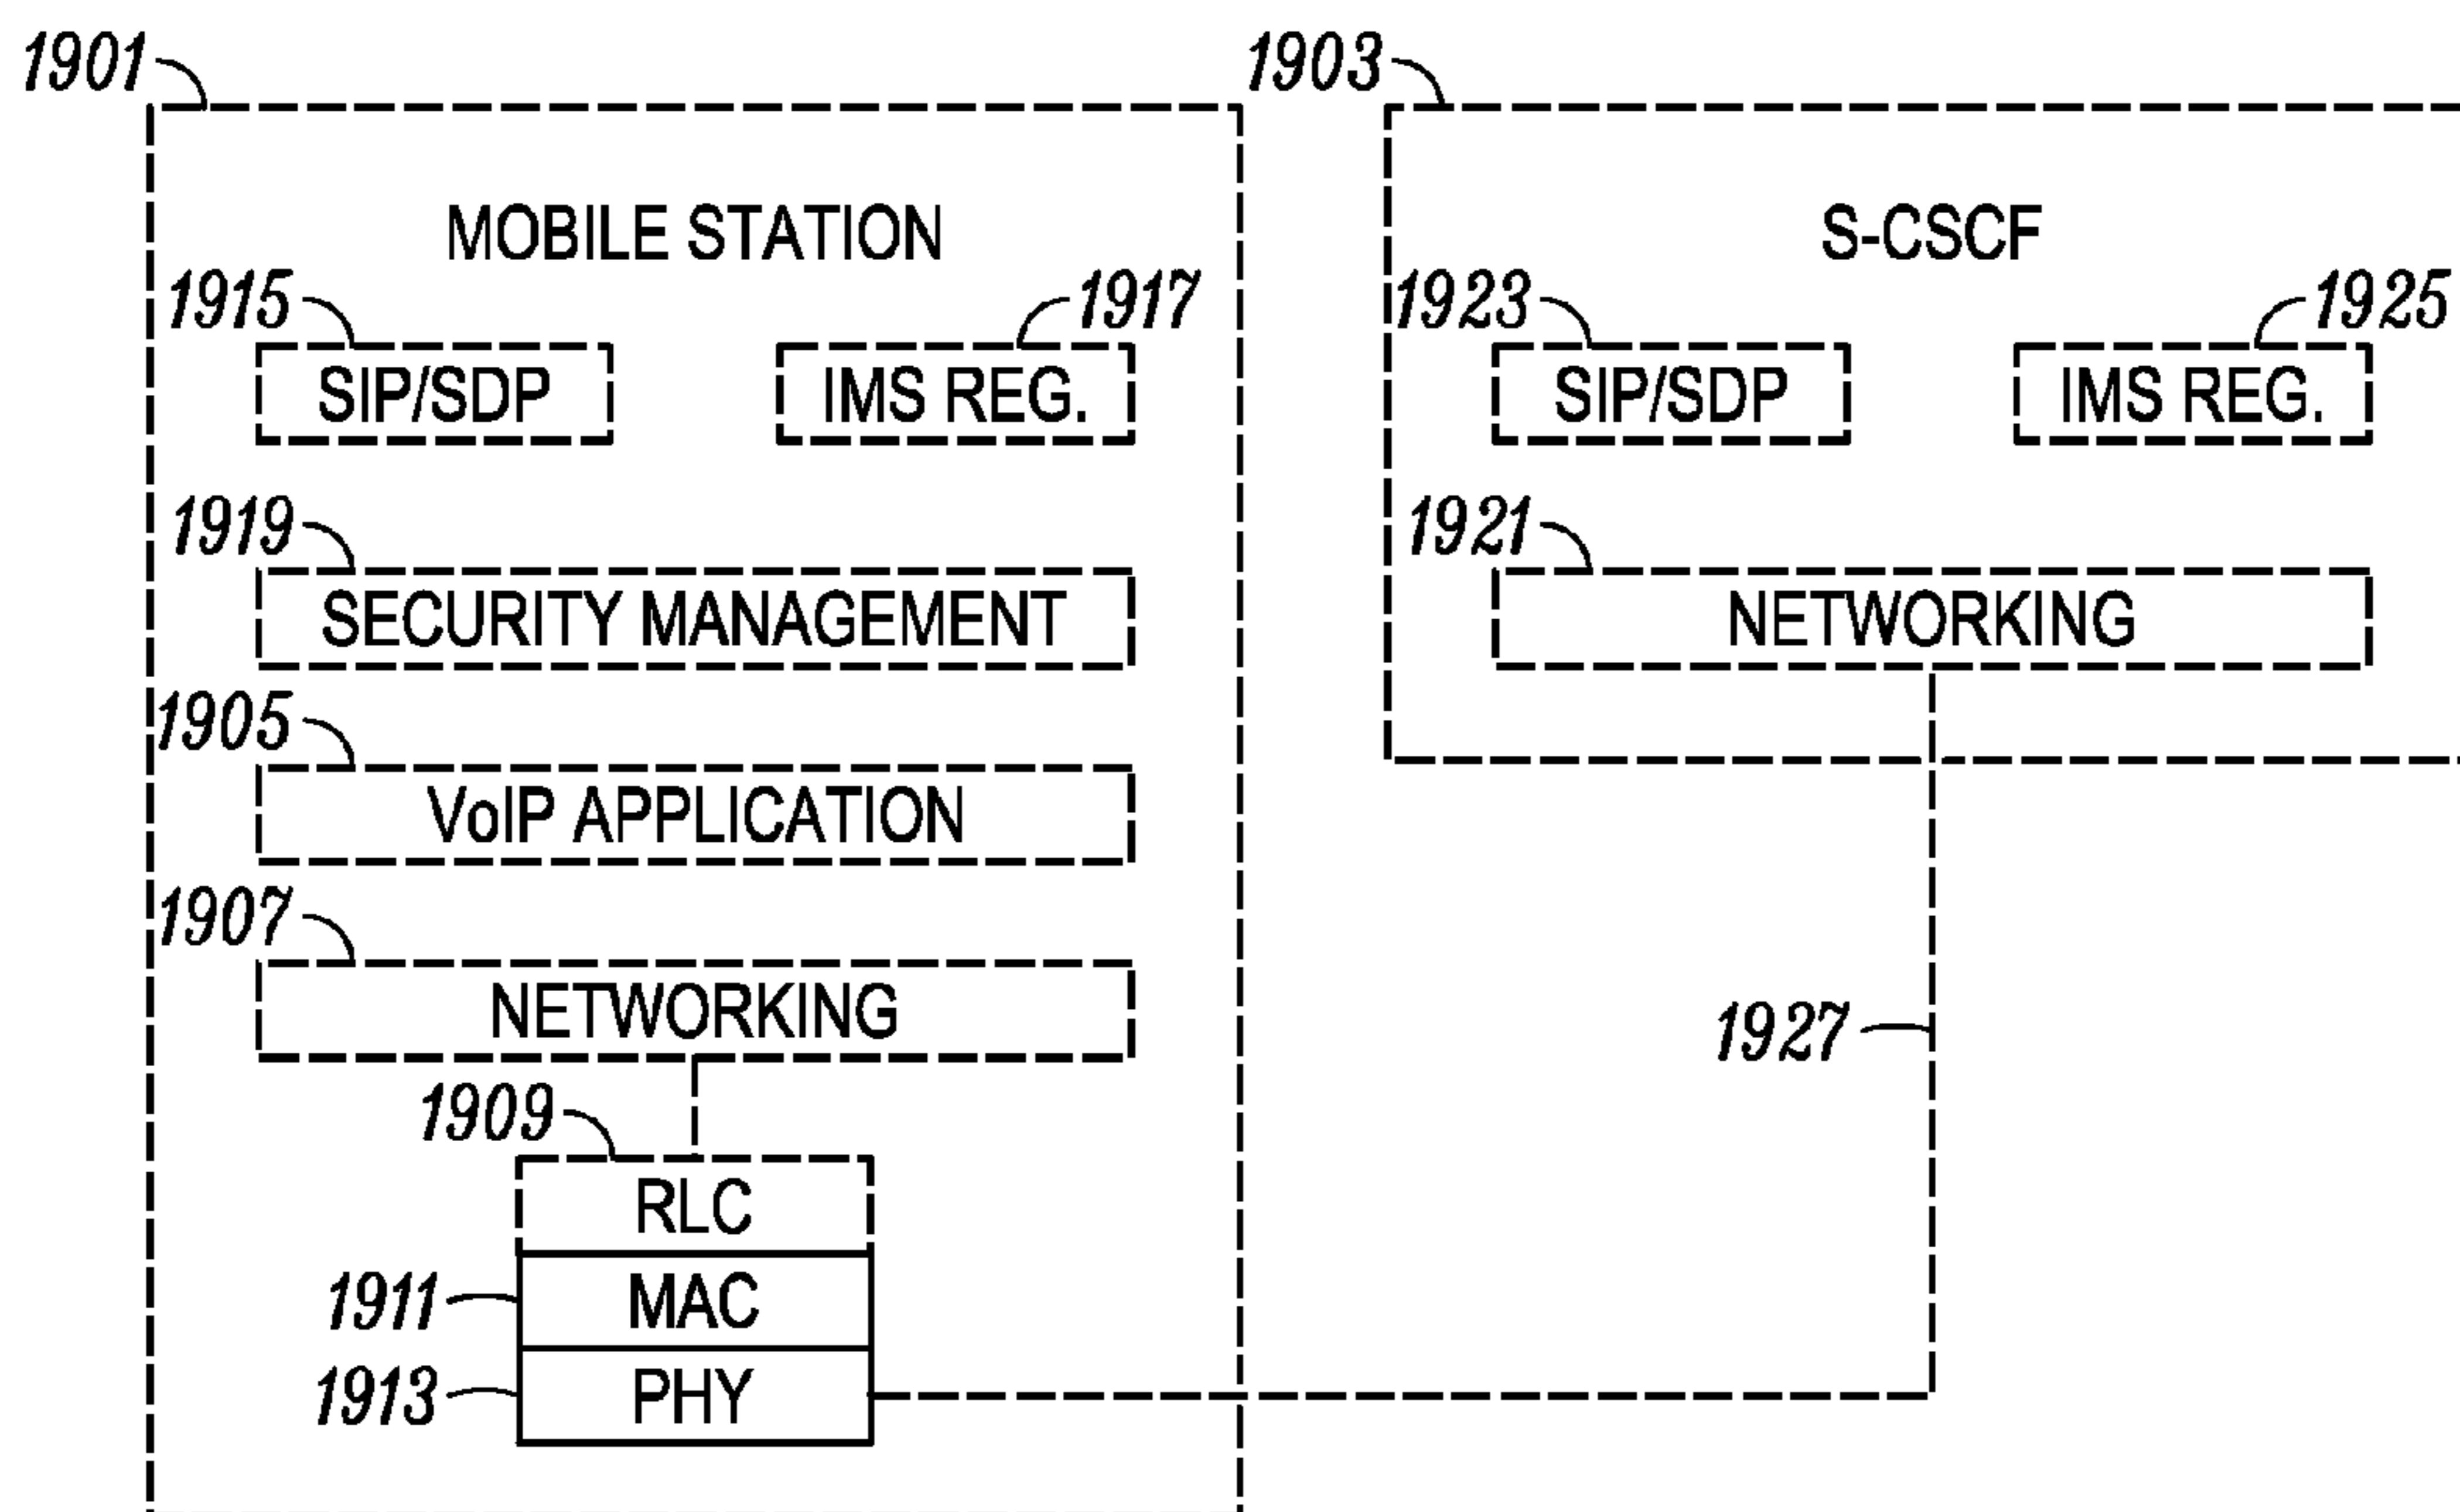 1901
1903
MOBILE STATION
S-CSCF
1915
1917
1923
1925
SIP/SDP
IMS REG.
SIP/SDP
IMS REG.
1919
1921
SECURITY MANAGEMENT
NETWORKING
1905
VoIP APPLICATION
1907
NETWORKING
1927
1909
RLC
1911
MAC
1913
PHY